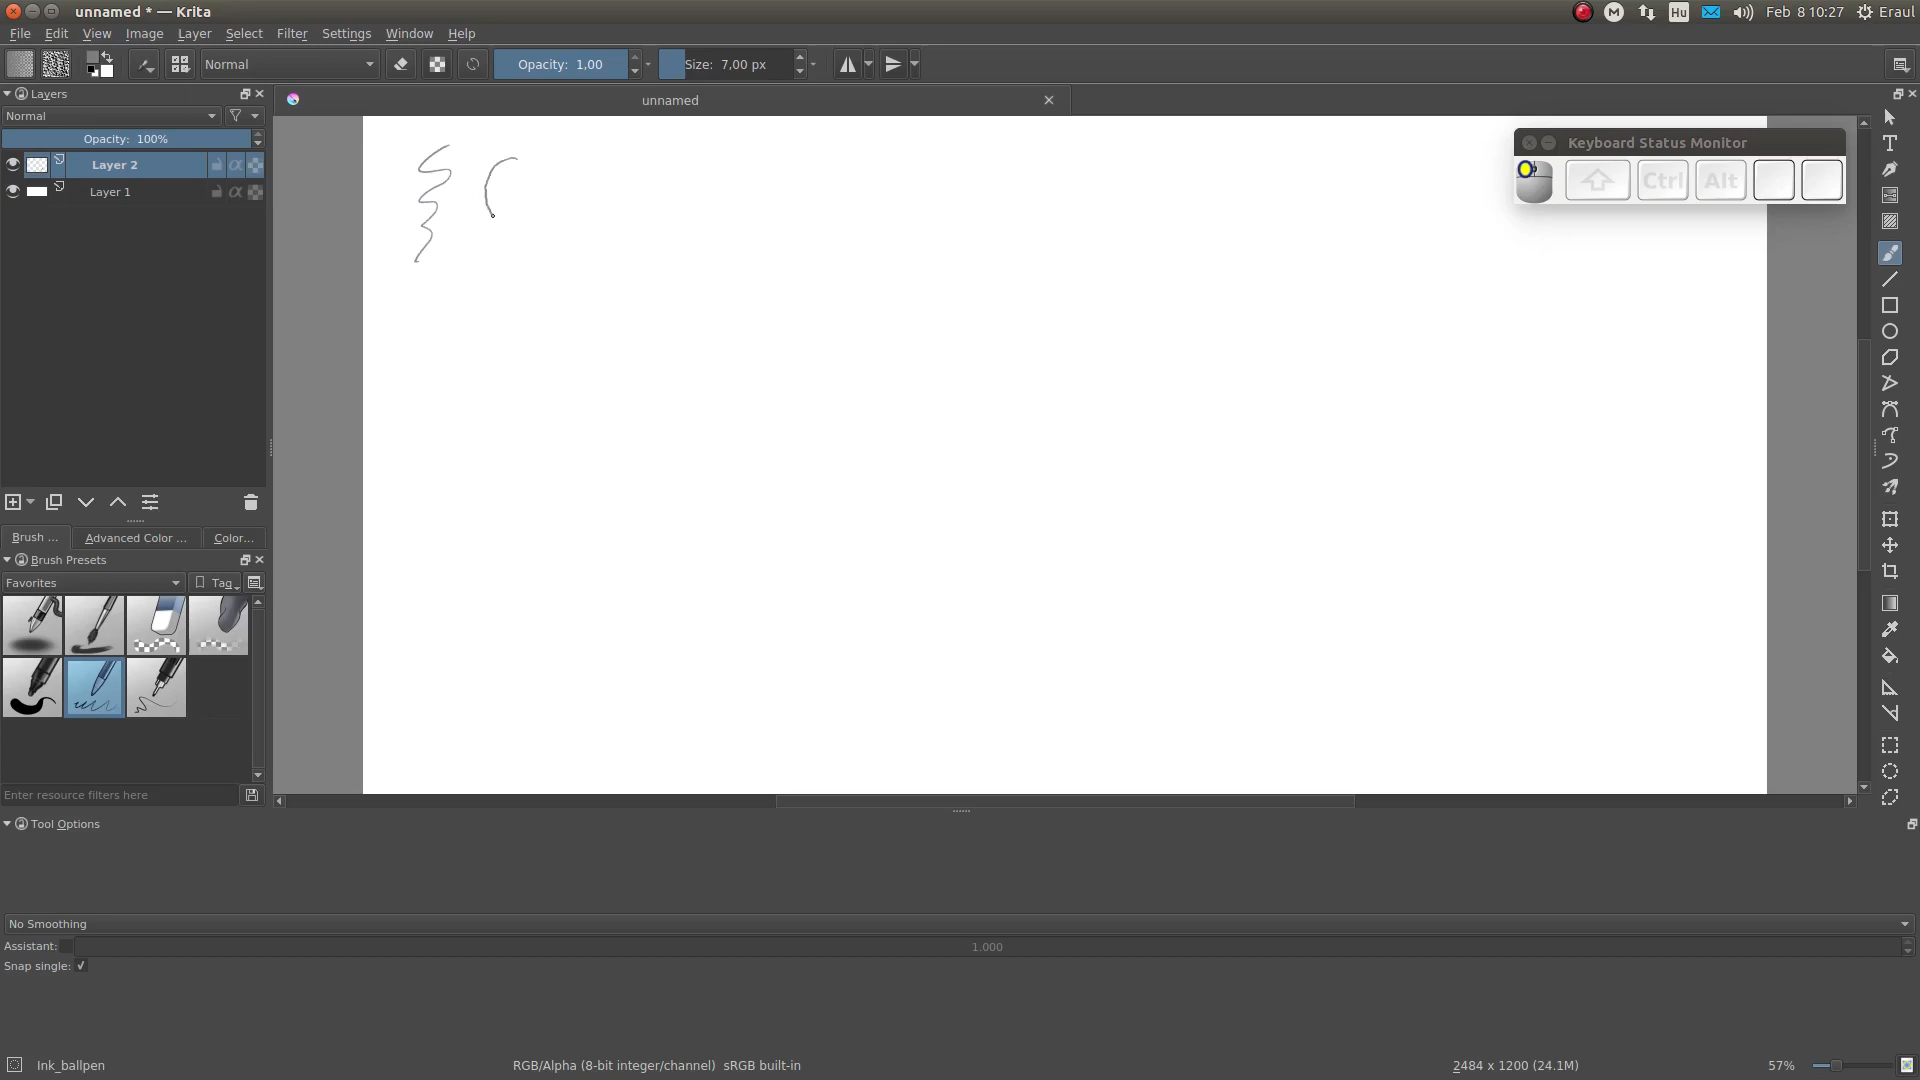 unnamed * — Krita
M
Hu
Feb 8 10:27
Eraul
File Edit View Image Layer Select Filter Settings Window Help
Normal
Opacity: 1,00
Size: 7,00 px
Layers
unnamed
Normal
Opacity: 100%
Layer 2
Layer 1
Keyboard Status Monitor
Ctrl
Alt
Brush ...
Advanced Color ...
Color...
Brush Presets
Favorites
Tag
Enter resource filters here
Tool Options
No Smoothing
Assistant:
1.000
Snap single:
Ink_ballpen
RGB/Alpha (8-bit integer/channel) sRGB built-in
2484 x 1200 (24.1M)
57%